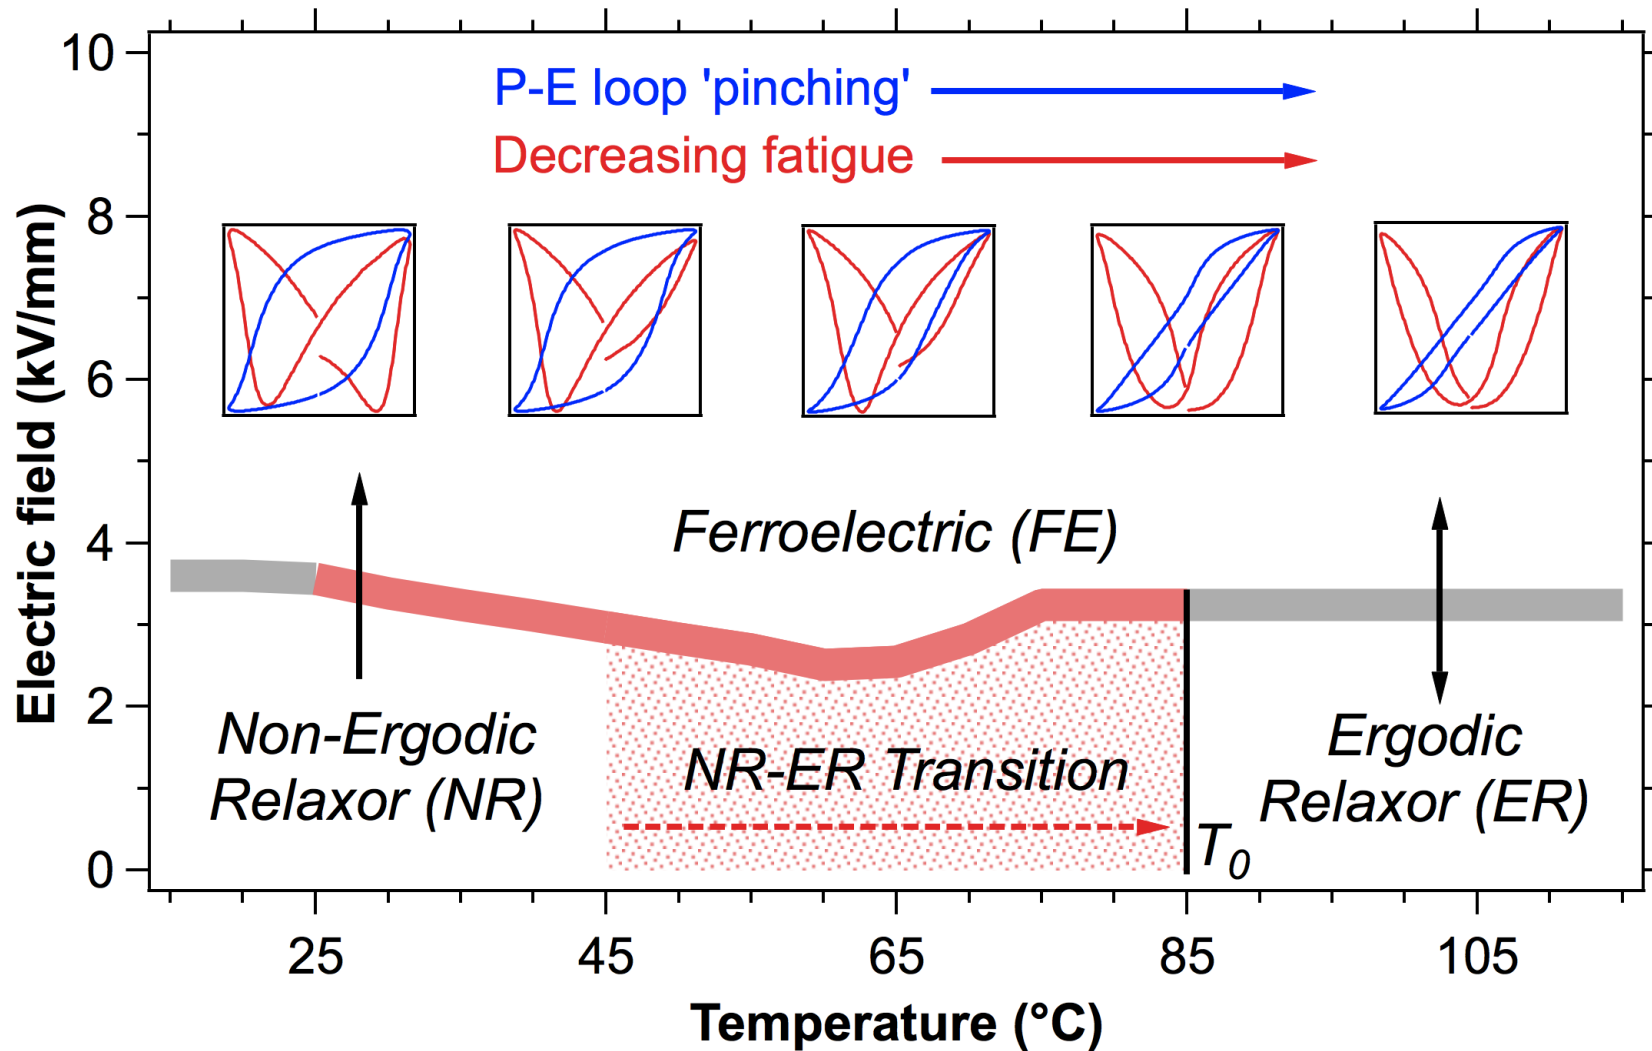 P-E loop 'pinching'
Decreasing fatigue
Electric field (kV/mm)
10
8
6
4
2
0
Ferroelectric (FE)
Non-Ergodic
Relaxor (NR)
NR-ER Transition
Ergodic
Relaxor (ER)
T₀
25
45
65
85
105
Temperature (°C)